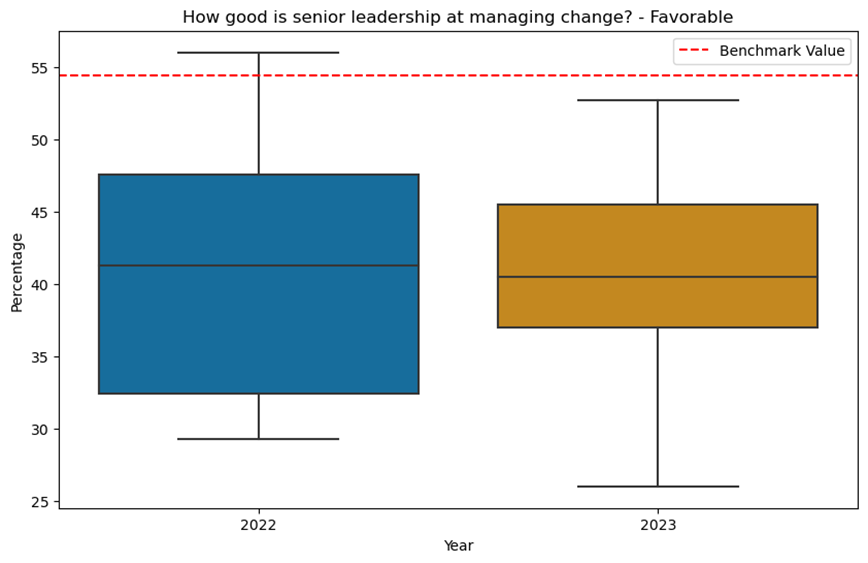 How good is senior leadership at managing change? - Favorable
Benchmark Value
55
50
45
40
35
30
25
Percentage
2022
2023
Year